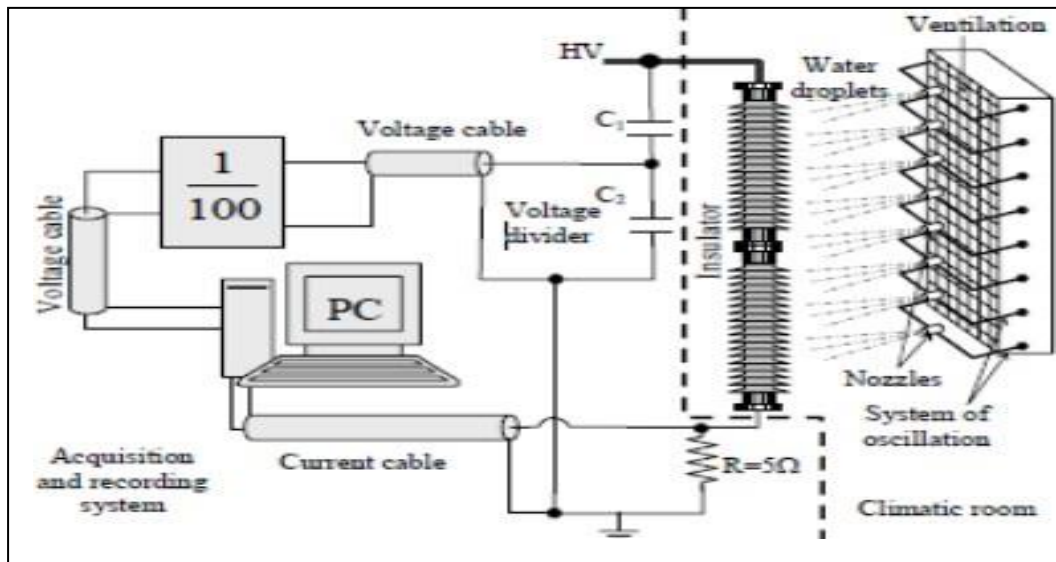 Ventilation
HV
Water
droplets
Voltage cable
C₁
1
100
C₂
Voltage
divider
Insulator
Voltage cable
PC
Nozzles
System of
oscillation
Current cable
R=5Ω
Acquisition
and recording
system
Climatic room